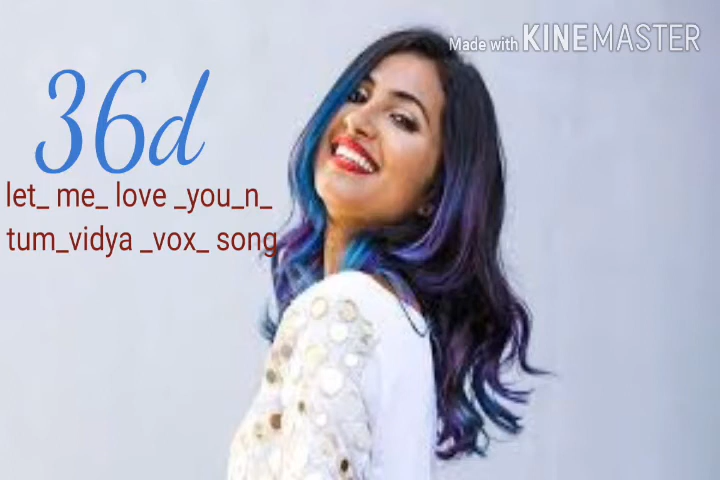 Made with KINEMASTER
36d
let_ me_ love _you_n_
tum_vidya _vox_ song